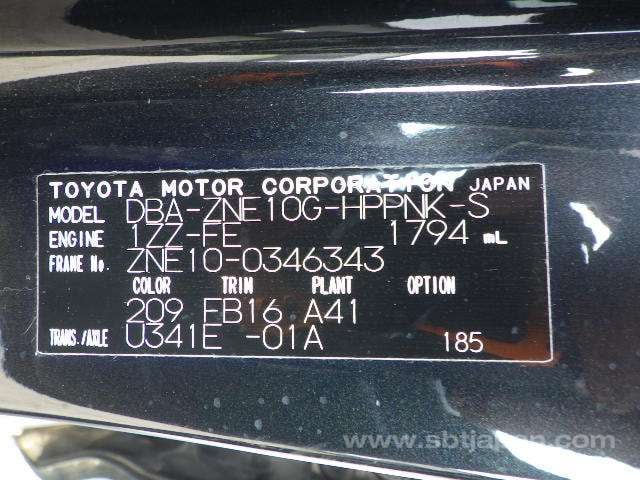 TOYOTA MOTOR CORPORATION JAPAN
MODEL DBA-ZNE10G-HPPNK-S
ENGINE 1ZZ-FE 1794 mL
FRAME No. ZNE10-0346343
COLOR TRIM PLANT OPTION
209 FB16 A41
TRANS./AXLE U341E -01A 185
www.sbtjapan.com